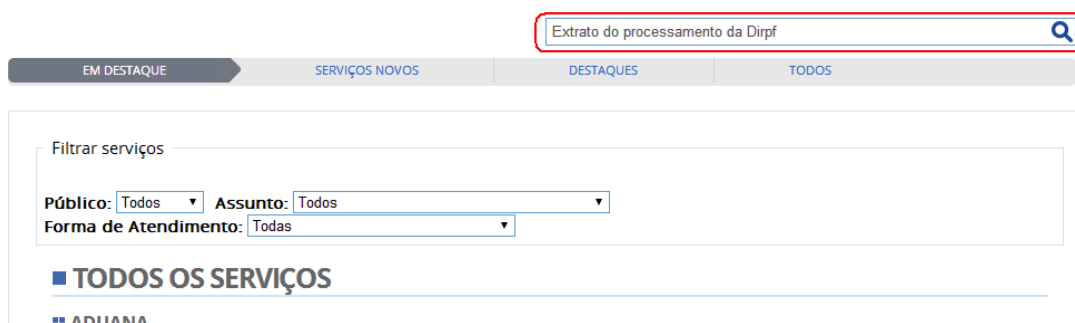 Extrato do processamento da Dirpf
EM DESTAQUE SERVIÇOS NOVOS DESTAQUES TODOS
Filtrar serviços
Público: Todos Assunto: Todos
Forma de Atendimento: Todas
TODOS OS SERVIÇOS
ADUANA